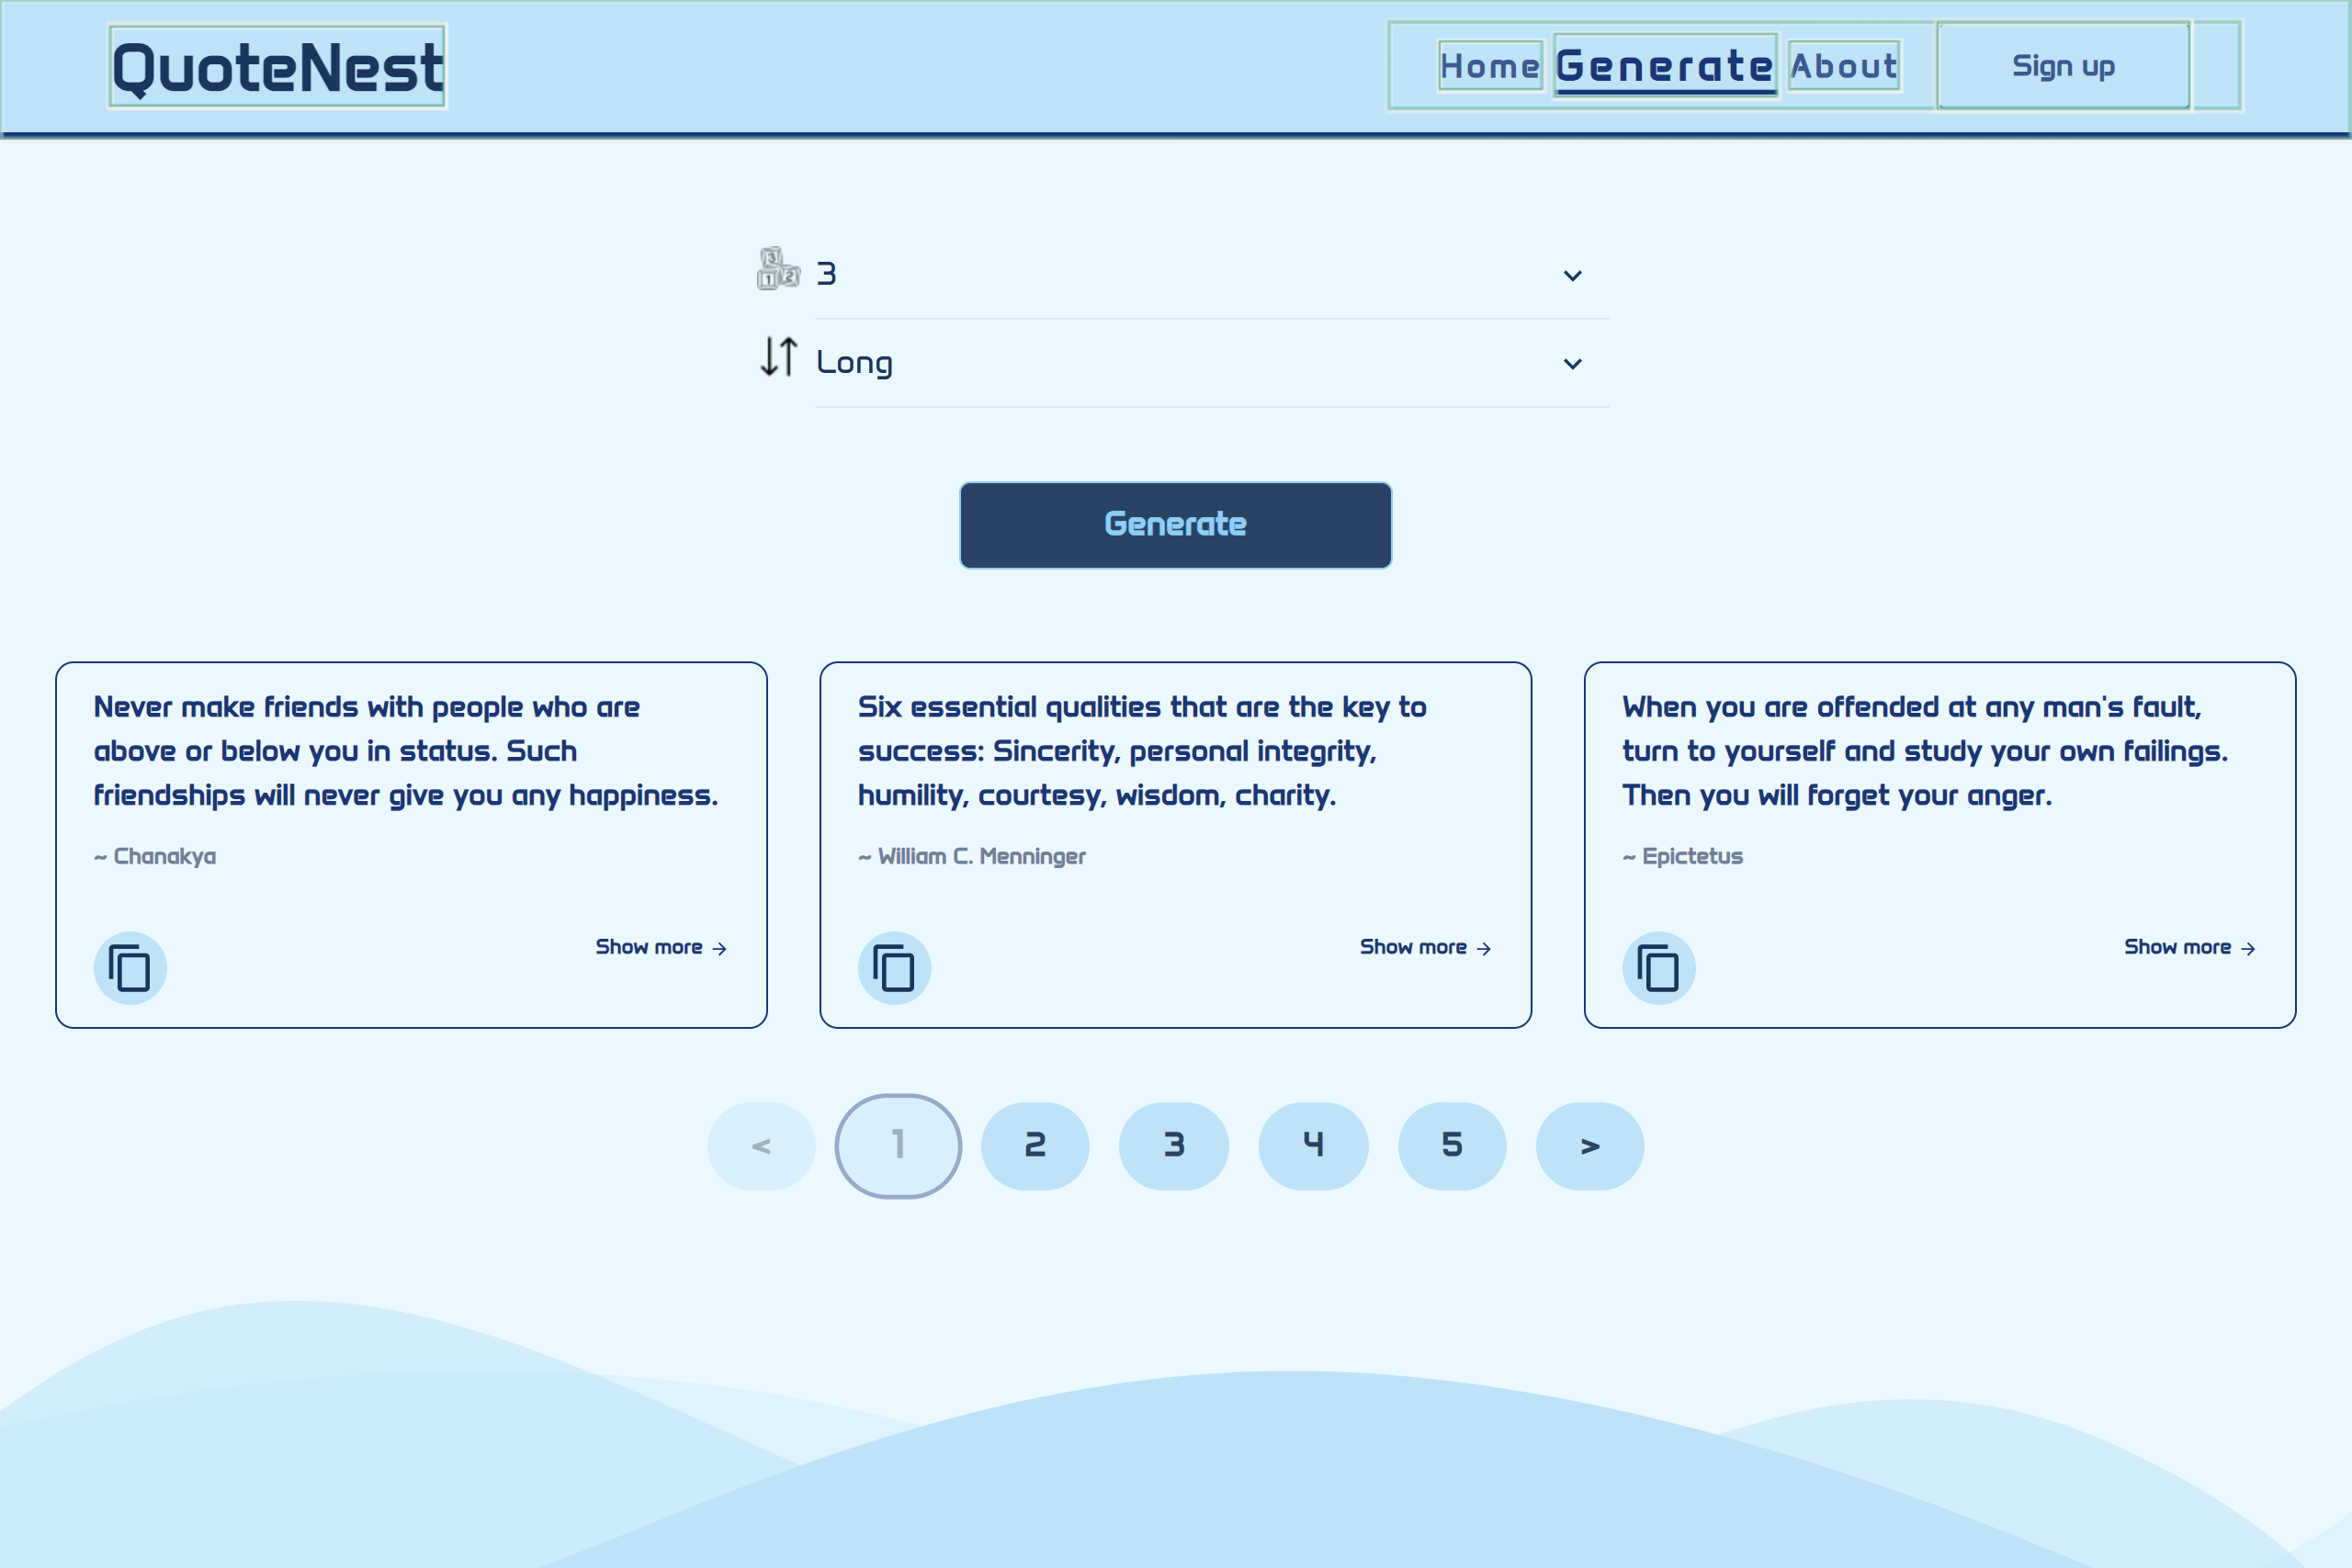 QuoteNest
Home Generate About Sign up
3
Long
Generate
Never make friends with people who are
above or below you in status. Such
friendships will never give you any happiness.
~ Chanakya
Show more →
Six essential qualities that are the key to
success: Sincerity, personal integrity,
humility, courtesy, wisdom, charity.
~ William C. Menninger
Show more →
When you are offended at any man's fault,
turn to yourself and study your own failings.
Then you will forget your anger.
~ Epictetus
Show more →
< 1 2 3 4 5 >